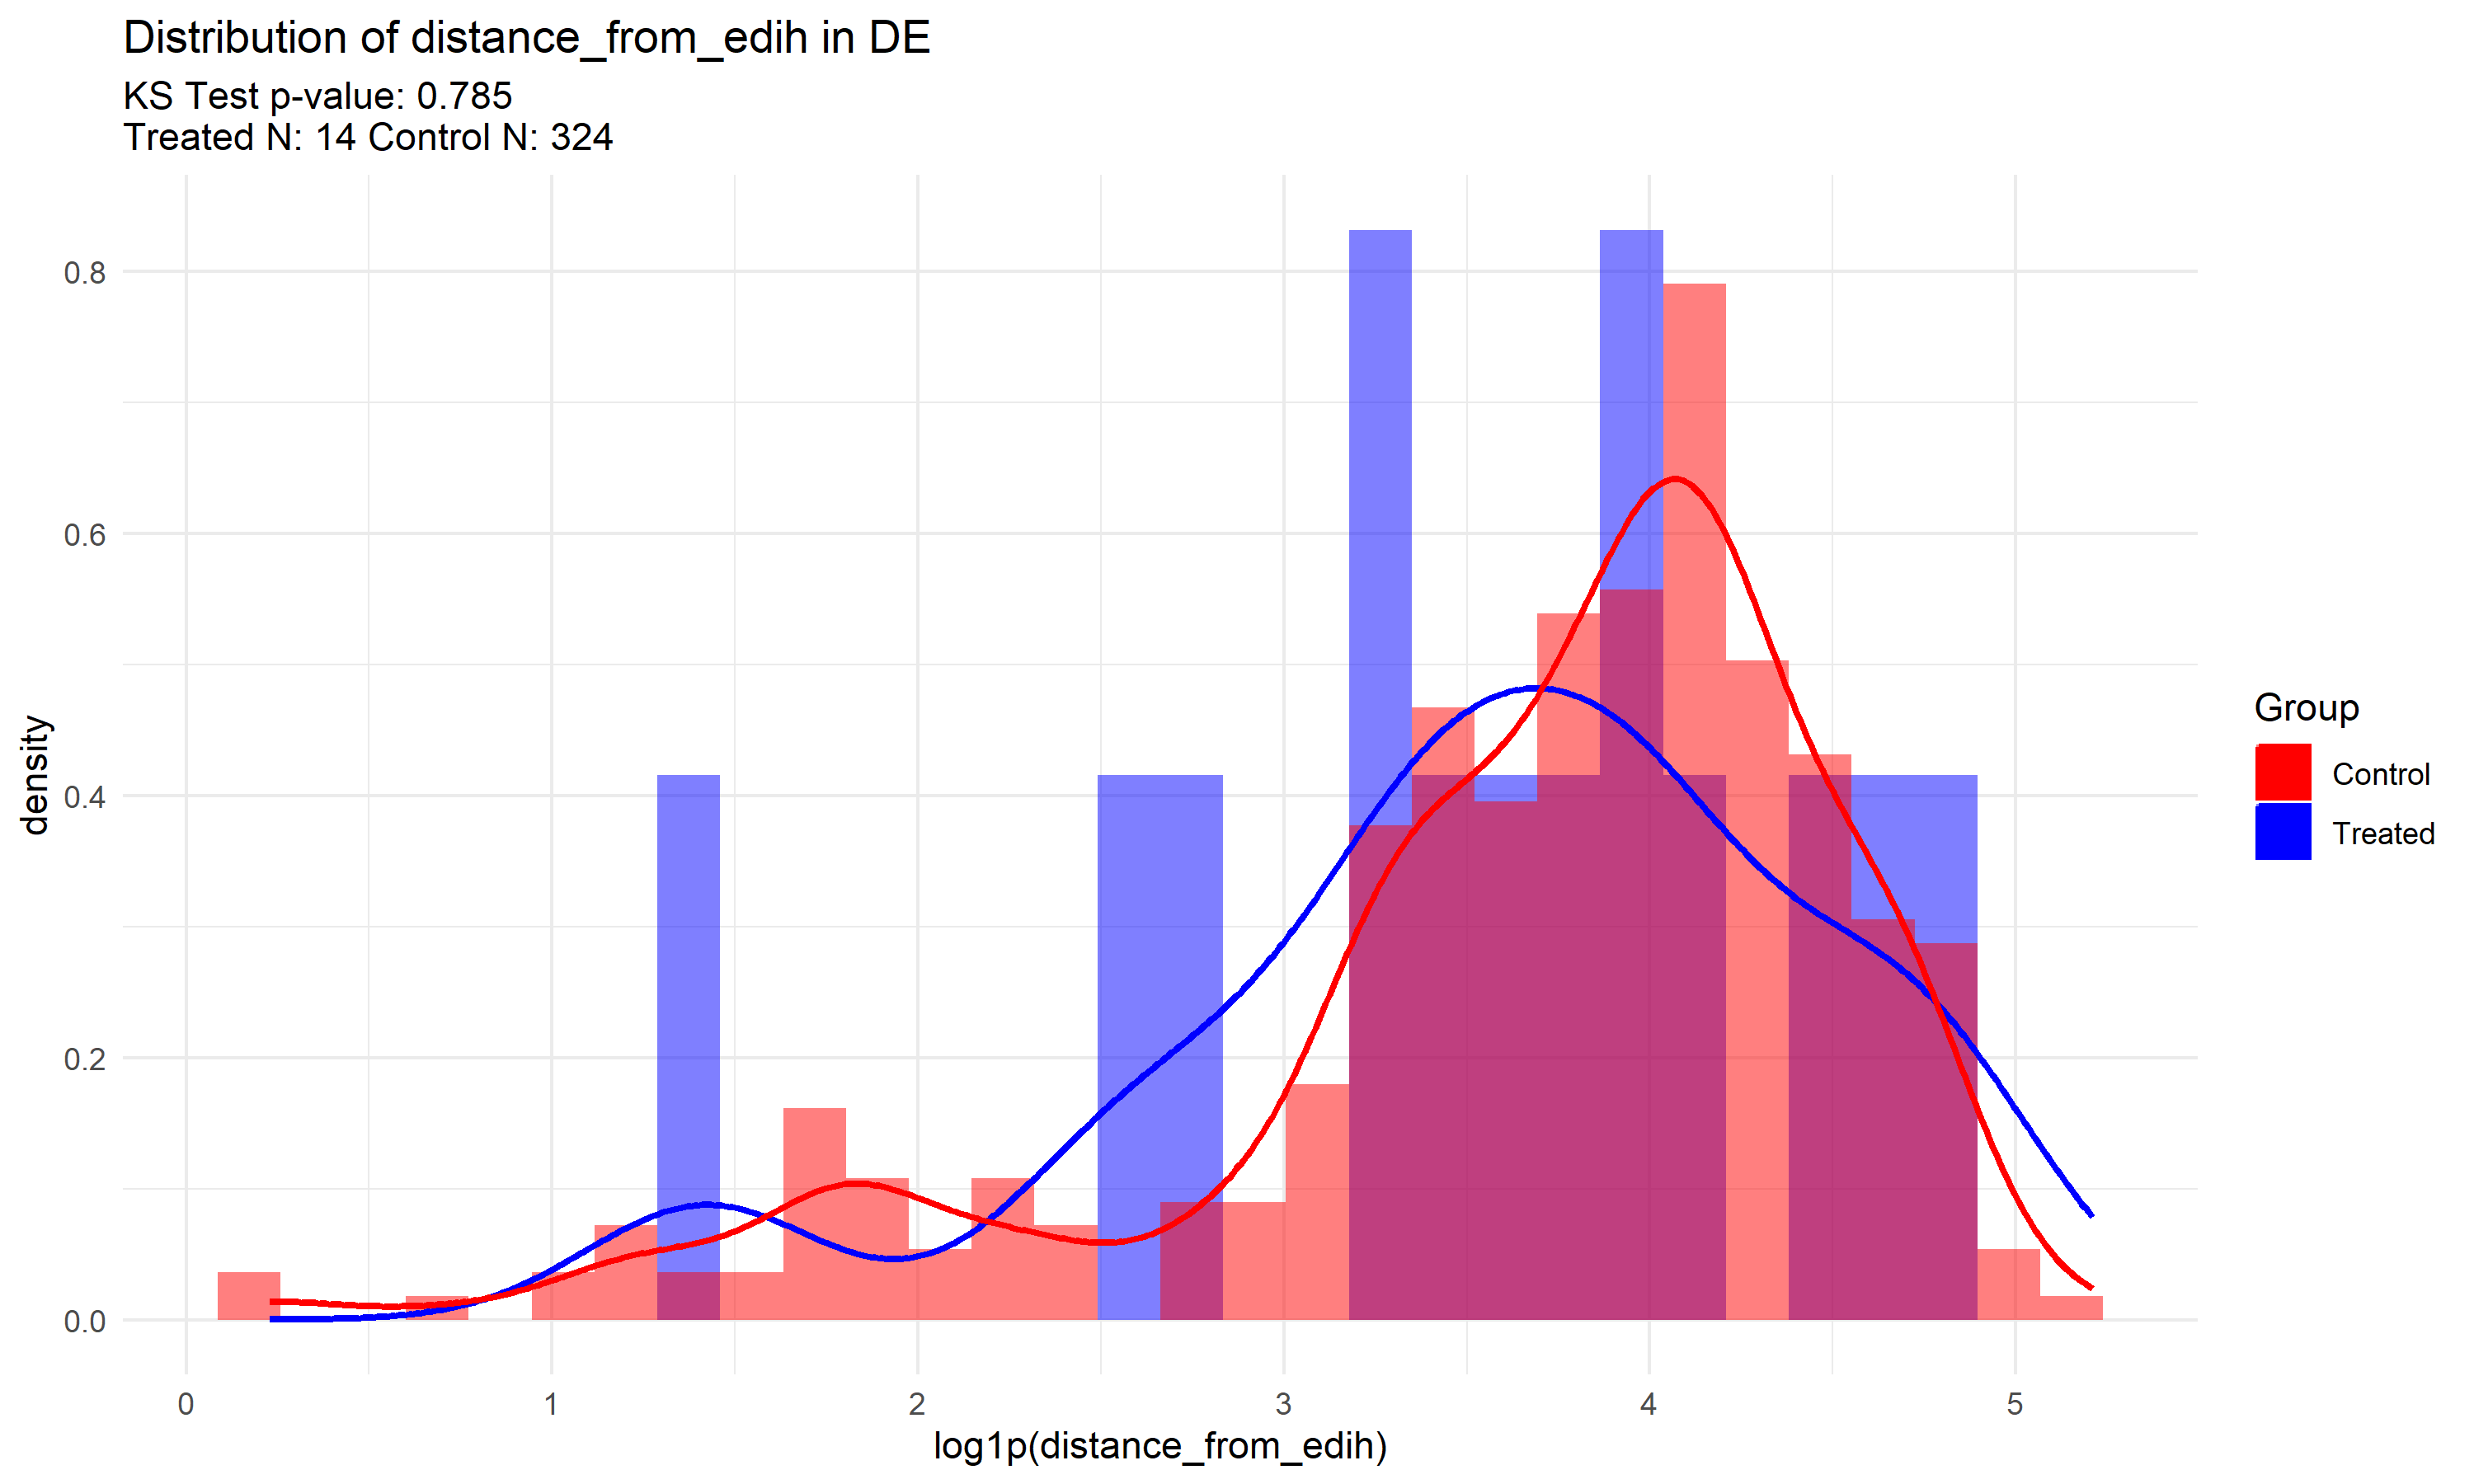 Distribution of distance_from_edih in DE
KS Test p-value: 0.785
Treated N: 14 Control N: 324
0.8
0.6
0.4
0.2
0.0
density
0
1
2
3
4
5
log1p(distance_from_edih)
Group
Control
Treated